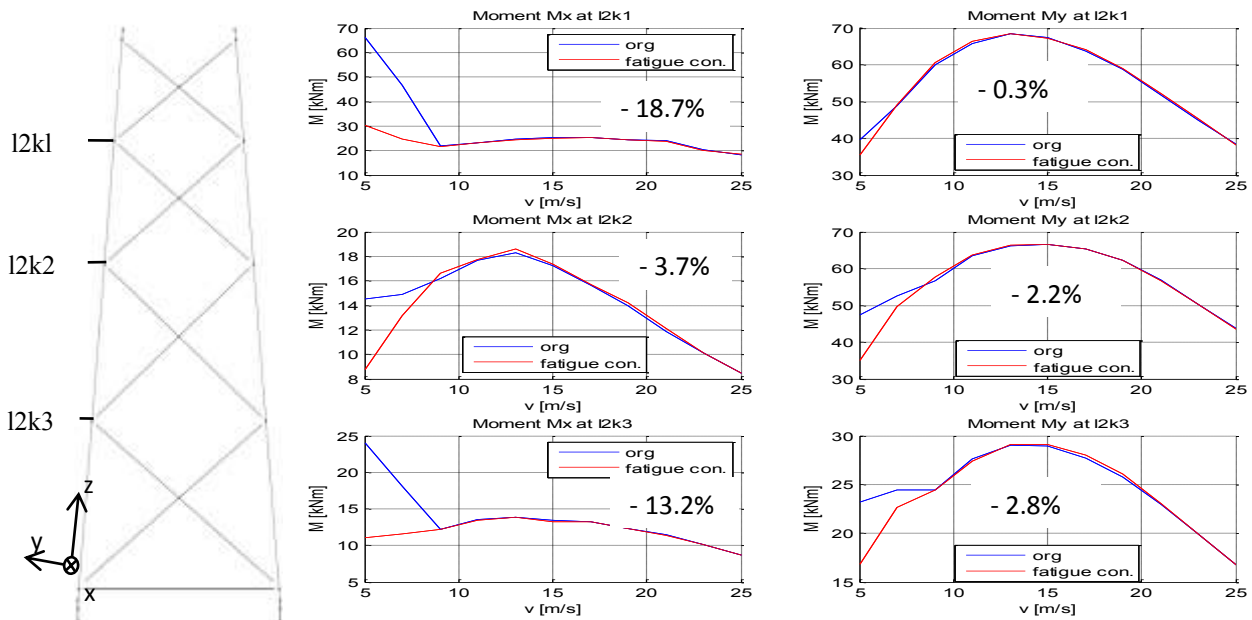 l2kl
l2k2
l2k3
z
y
x
Moment Mx at l2k1
M [kNm]
70
60
50
40
30
20
10
org
fatigue con.
- 18.7%
5 10 15 20 25
v [m/s]
Moment My at l2k1
M [kNm]
70
60
50
40
30
- 0.3%
org
fatigue con.
5 10 15 20 25
v [m/s]
Moment Mx at l2k2
M [kNm]
20
18
16
14
12
10
8
- 3.7%
org
fatigue con.
5 10 15 20 25
v [m/s]
Moment My at l2k2
M [kNm]
70
60
50
40
30
- 2.2%
org
fatigue con.
5 10 15 20 25
v [m/s]
Moment Mx at l2k3
M [kNm]
25
20
15
10
5
org
fatigue con.
- 13.2%
5 10 15 20 25
v [m/s]
Moment My at l2k3
M [kNm]
30
25
20
15
- 2.8%
org
fatigue con.
5 10 15 20 25
v [m/s]